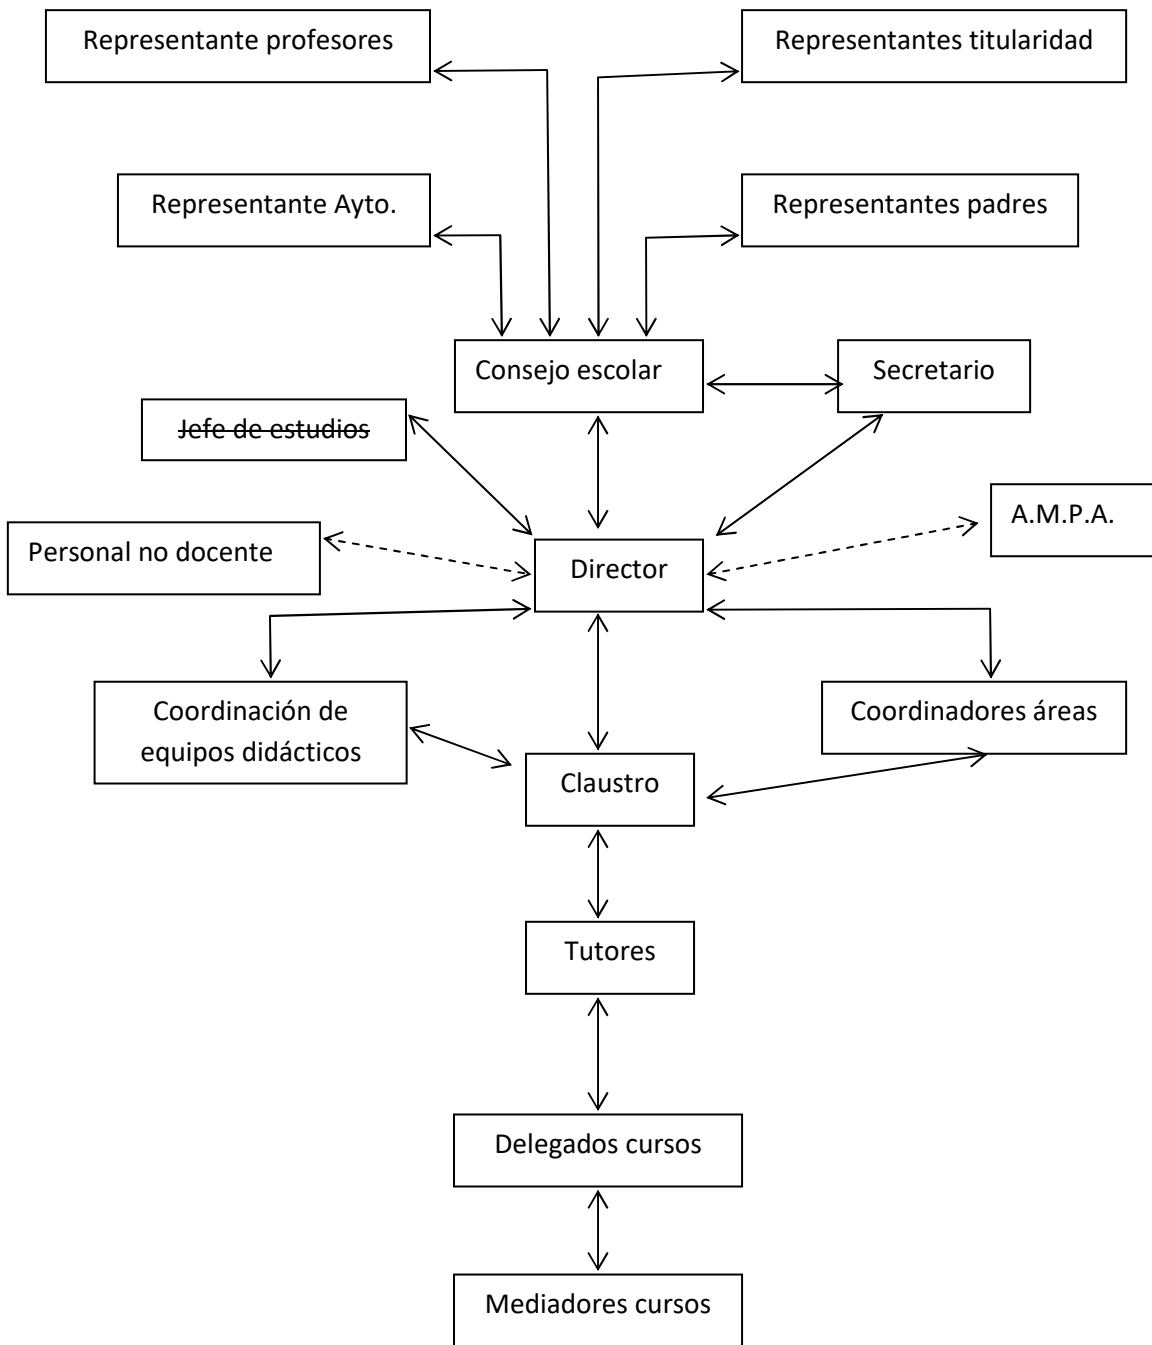 Representante profesores
Representantes titularidad
Representante Ayto.
Representantes padres
Consejo escolar
Secretario
Jefe de estudios
A.M.P.A.
Personal no docente
Director
Coordinación de
equipos didácticos
Coordinadores áreas
Claustro
Tutores
Delegados cursos
Mediadores cursos